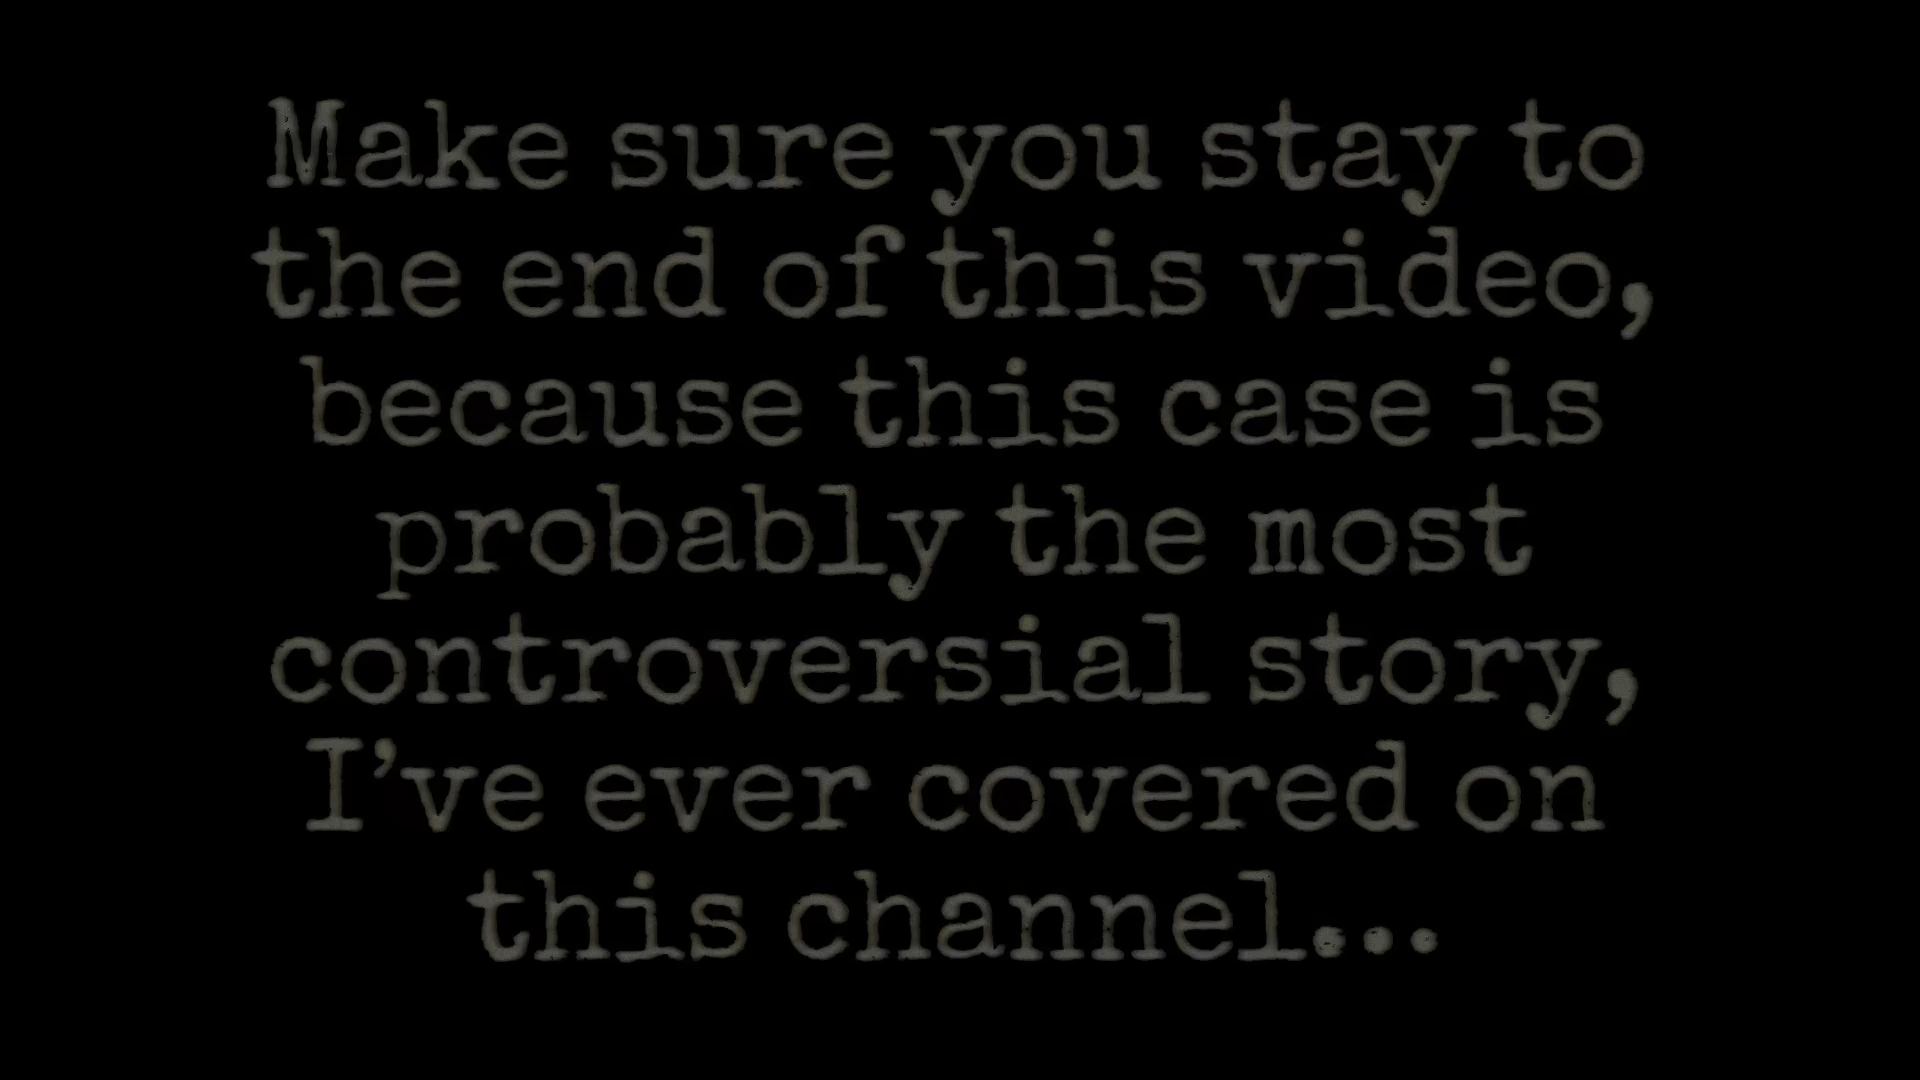 Make sure you stay to
the end of this video,
because this case is
probably the most
controversial story,
I’ve ever covered on
this channel...